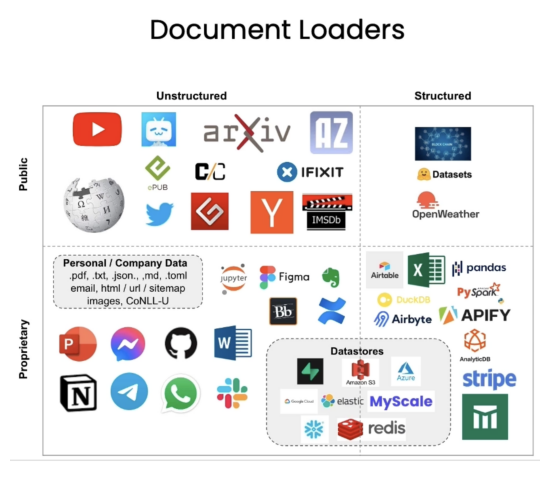 Document Loaders
Unstructured
Structured
Public
arXiv
AZ
BLOCK CHAIN
ePUB
C/C
IFIXIT
Datasets
Y
IMSDb
OpenWeather
Proprietary
Personal / Company Data
.pdf, .txt, .json., ,md, .toml
email, html / url / sitemap
images, CoNLL-U
jupyter
Figma
Airtable
X
pandas
PySpark
Bb
DuckDB
Airbyte
APIFY
P
W
AnalyticDB
Datastores
Amazon S3
Azure
stripe
N
Google Cloud
elastic
MyScale
redis